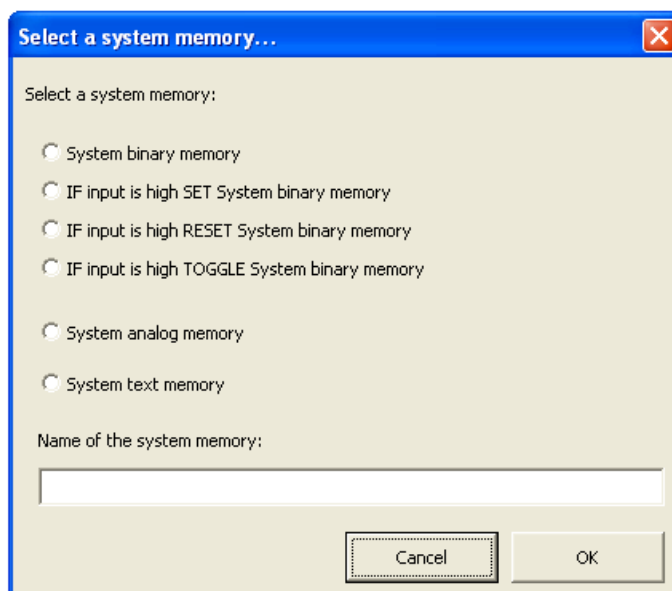 Select a system memory...
Select a system memory:
System binary memory
IF input is high SET System binary memory
IF input is high RESET System binary memory
IF input is high TOGGLE System binary memory
System analog memory
System text memory
Name of the system memory:
Cancel OK